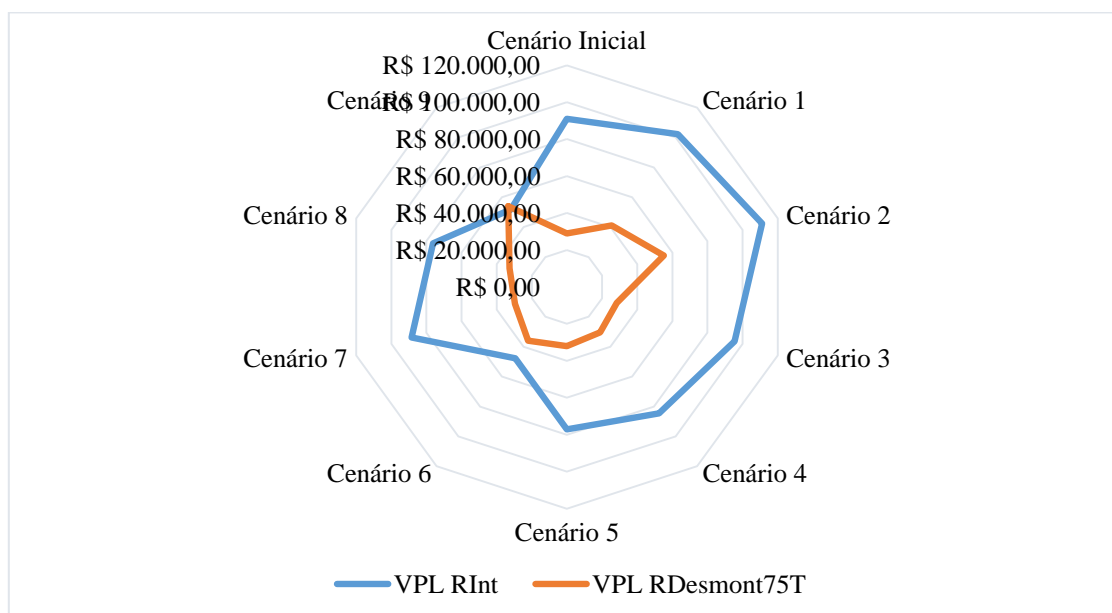 Cenário Inicial
R$ 120.000,00
Cenário 1
Cenário 9
R$ 100.000,00
R$ 80.000,00
R$ 60.000,00
Cenário 8
Cenário 2
R$ 40.000,00
R$ 20.000,00
R$ 0,00
Cenário 7
Cenário 3
Cenário 6
Cenário 4
Cenário 5
VPL RInt
VPL RDesmont75T